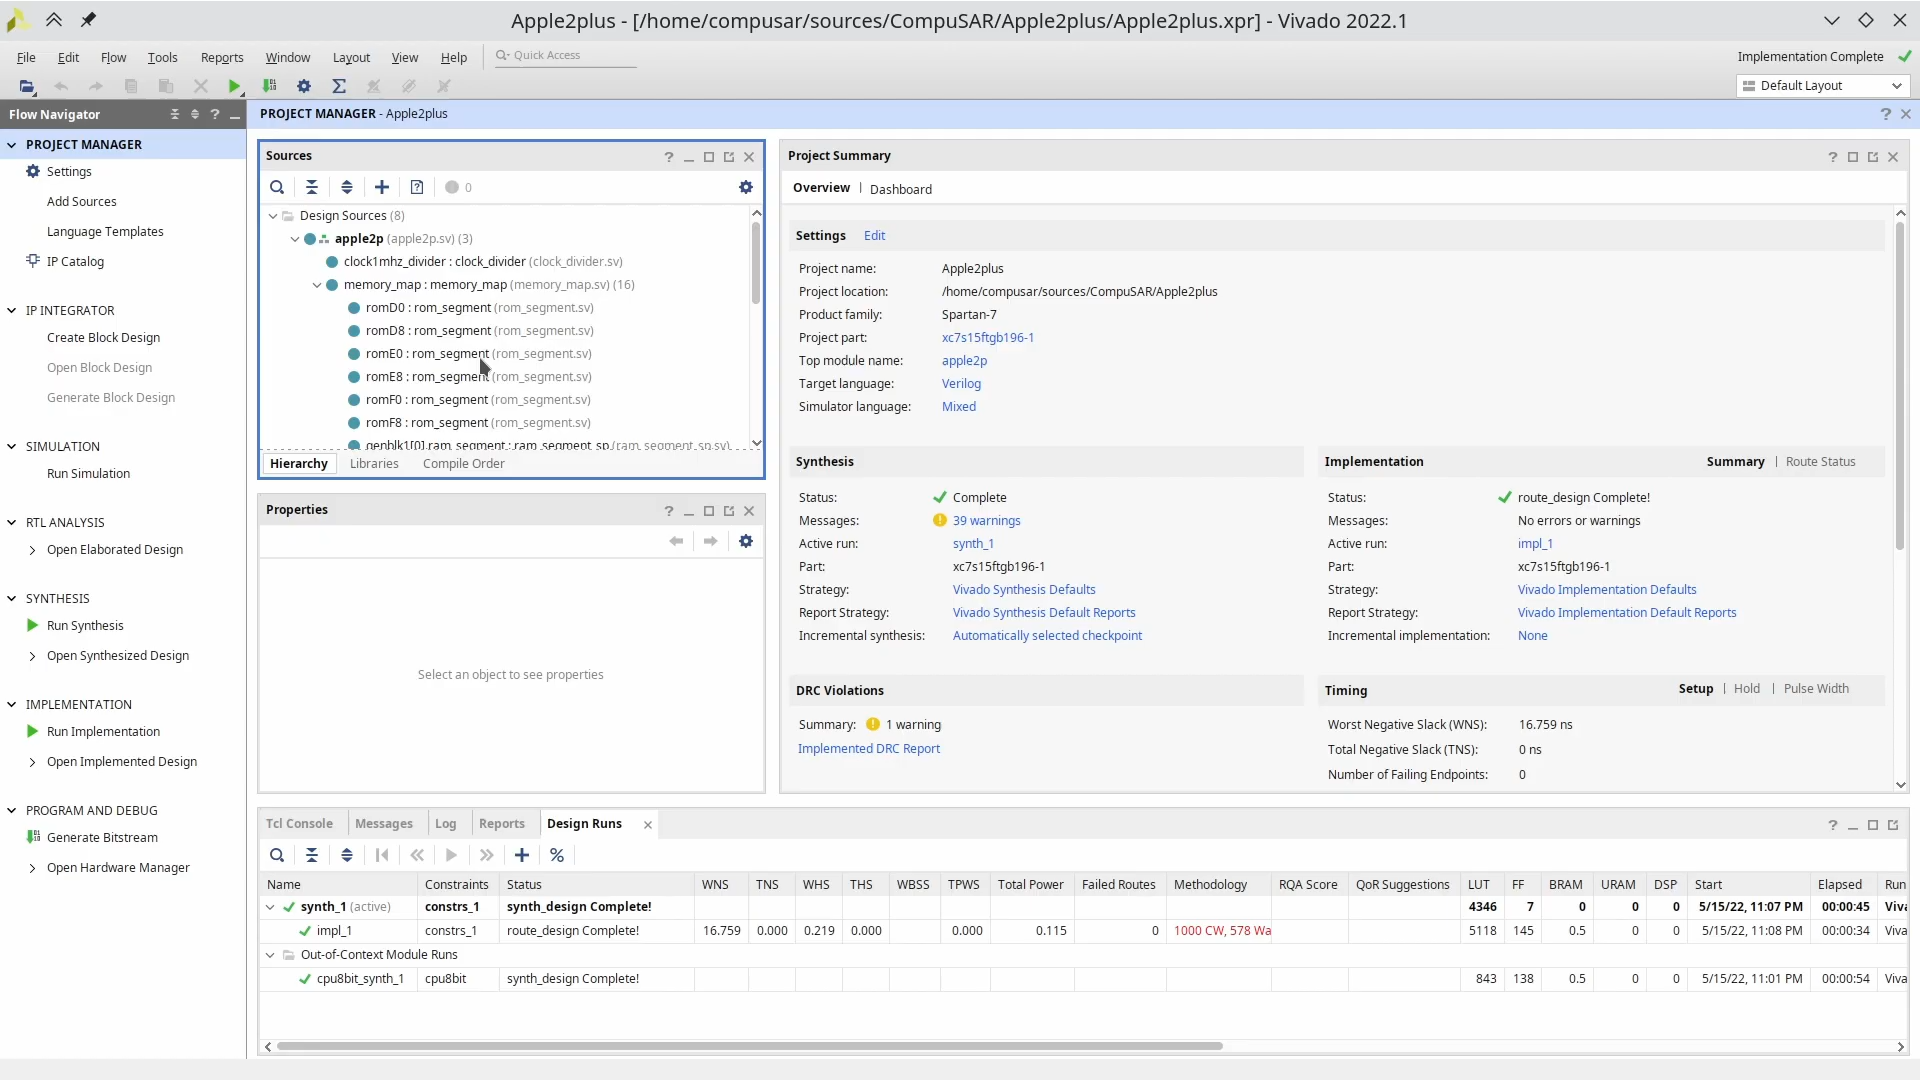 Apple2plus - [/home/compusar/sources/CompuSAR/Apple2plus/Apple2plus.xpr] - Vivado 2022.1
File Edit Flow Tools Reports Window Layout View Help Quick Access
Implementation Complete
Default Layout
Flow Navigator
PROJECT MANAGER
Settings
Add Sources
Language Templates
IP Catalog
IP INTEGRATOR
Create Block Design
Open Block Design
Generate Block Design
SIMULATION
Run Simulation
RTL ANALYSIS
Open Elaborated Design
SYNTHESIS
Run Synthesis
Open Synthesized Design
IMPLEMENTATION
Run Implementation
Open Implemented Design
PROGRAM AND DEBUG
Generate Bitstream
Open Hardware Manager
PROJECT MANAGER - Apple2plus
Sources
0
Design Sources (8)
apple2p (apple2p.sv) (3)
clock1mhz_divider : clock_divider (clock_divider.sv)
memory_map : memory_map (memory_map.sv) (16)
romD0 : rom_segment (rom_segment.sv)
romD8 : rom_segment (rom_segment.sv)
romE0 : rom_segment (rom_segment.sv)
romE8 : rom_segment (rom_segment.sv)
romF0 : rom_segment (rom_segment.sv)
romF8 : rom_segment (rom_segment.sv)
genblk1[0].ram_segment : ram_segment_sp (ram_segment_sp.sv)
Hierarchy Libraries Compile Order
Properties
Select an object to see properties
Project Summary
Overview | Dashboard
Settings Edit
Project name: Apple2plus
Project location: /home/compusar/sources/CompuSAR/Apple2plus
Product family: Spartan-7
Project part: xc7s15ftgb196-1
Top module name: apple2p
Target language: Verilog
Simulator language: Mixed
Synthesis
Status: Complete
Messages: 39 warnings
Active run: synth_1
Part: xc7s15ftgb196-1
Strategy: Vivado Synthesis Defaults
Report Strategy: Vivado Synthesis Default Reports
Incremental synthesis: Automatically selected checkpoint
Implementation Summary | Route Status
Status: route_design Complete!
Messages: No errors or warnings
Active run: impl_1
Part: xc7s15ftgb196-1
Strategy: Vivado Implementation Defaults
Report Strategy: Vivado Implementation Default Reports
Incremental implementation: None
DRC Violations
Summary: 1 warning
Implemented DRC Report
Timing Setup | Hold | Pulse Width
Worst Negative Slack (WNS): 16.759 ns
Total Negative Slack (TNS): 0 ns
Number of Failing Endpoints: 0
Tcl Console Messages Log Reports Design Runs
Name Constraints Status WNS TNS WHS THS WBSS TPWS Total Power Failed Routes Methodology RQA Score QoR Suggestions LUT FF BRAM URAM DSP Start Elapsed Run
synth_1 (active) constrs_1 synth_design Complete! 4346 7 0 0 0 5/15/22, 11:07 PM 00:00:45 Viva
impl_1 constrs_1 route_design Complete! 16.759 0.000 0.219 0.000 0.000 0.115 0 1000 CW, 578 Wa 5118 145 0.5 0 0 5/15/22, 11:08 PM 00:00:34 Viva
Out-of-Context Module Runs
cpu8bit_synth_1 cpu8bit synth_design Complete! 843 138 0.5 0 0 5/15/22, 11:01 PM 00:00:54 Viva